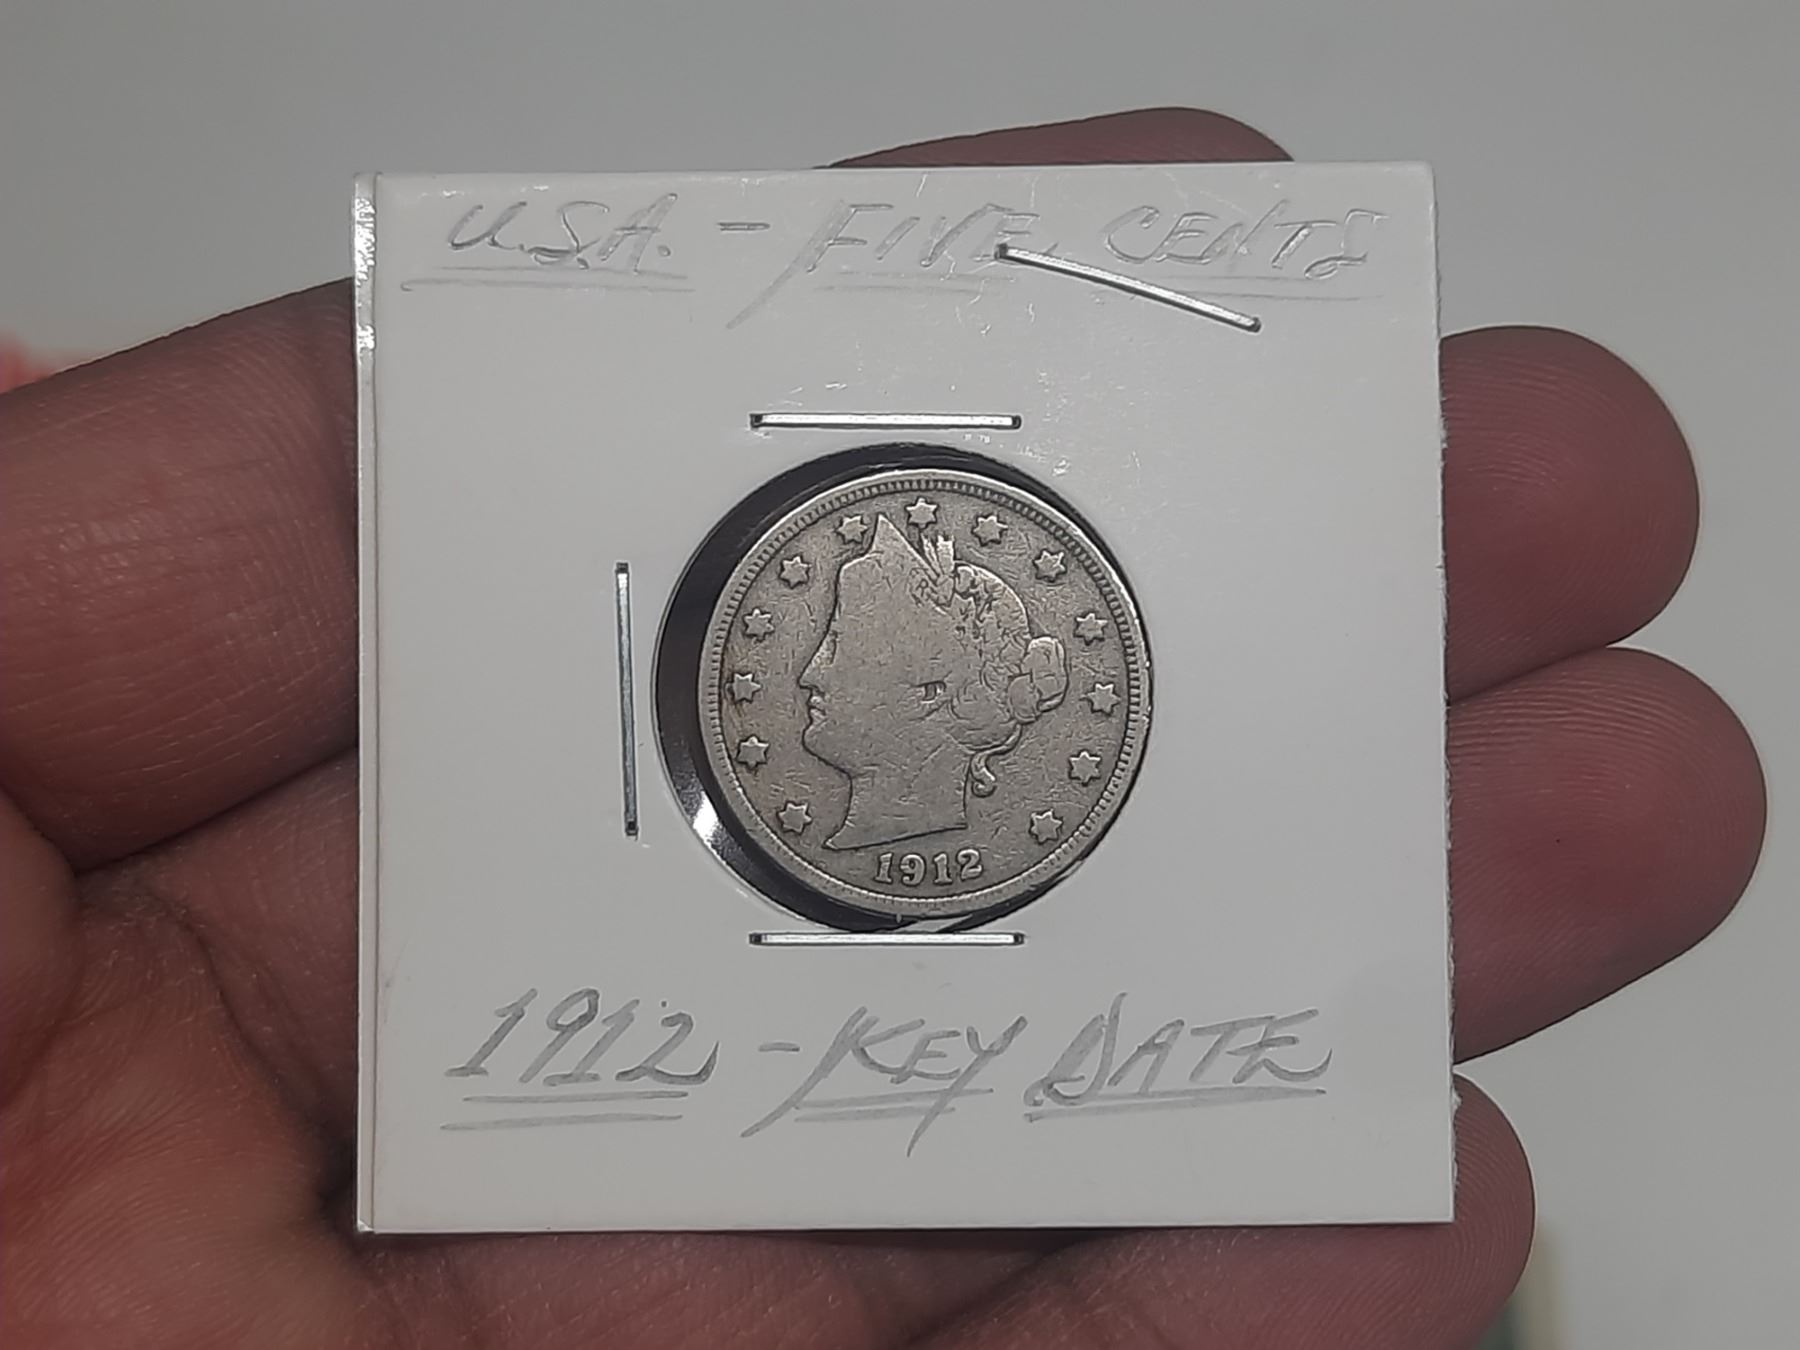 U.S.A. - FIVE CENTS
1912
1912 - KEY DATE